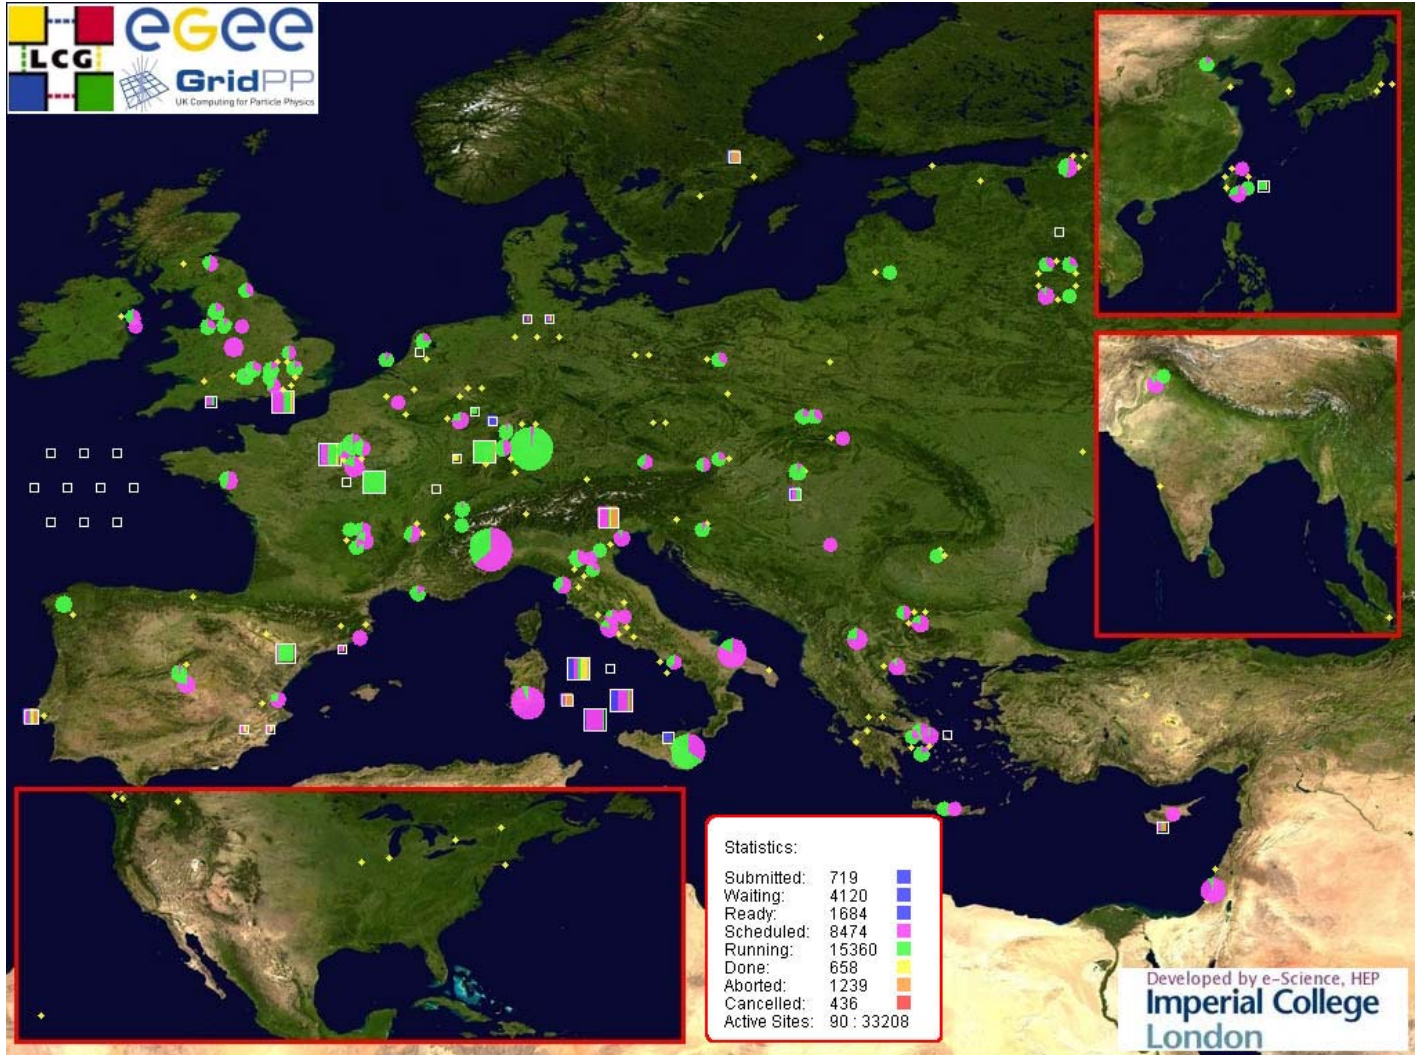 LCG
eGee
GridPP
UK Computing for Particle Physics
Statistics:
Submitted: 719
Waiting: 4120
Ready: 1684
Scheduled: 8474
Running: 15360
Done: 658
Aborted: 1239
Cancelled: 436
Active Sites: 90 : 33208
Developed by e-Science, HEP
Imperial College
London